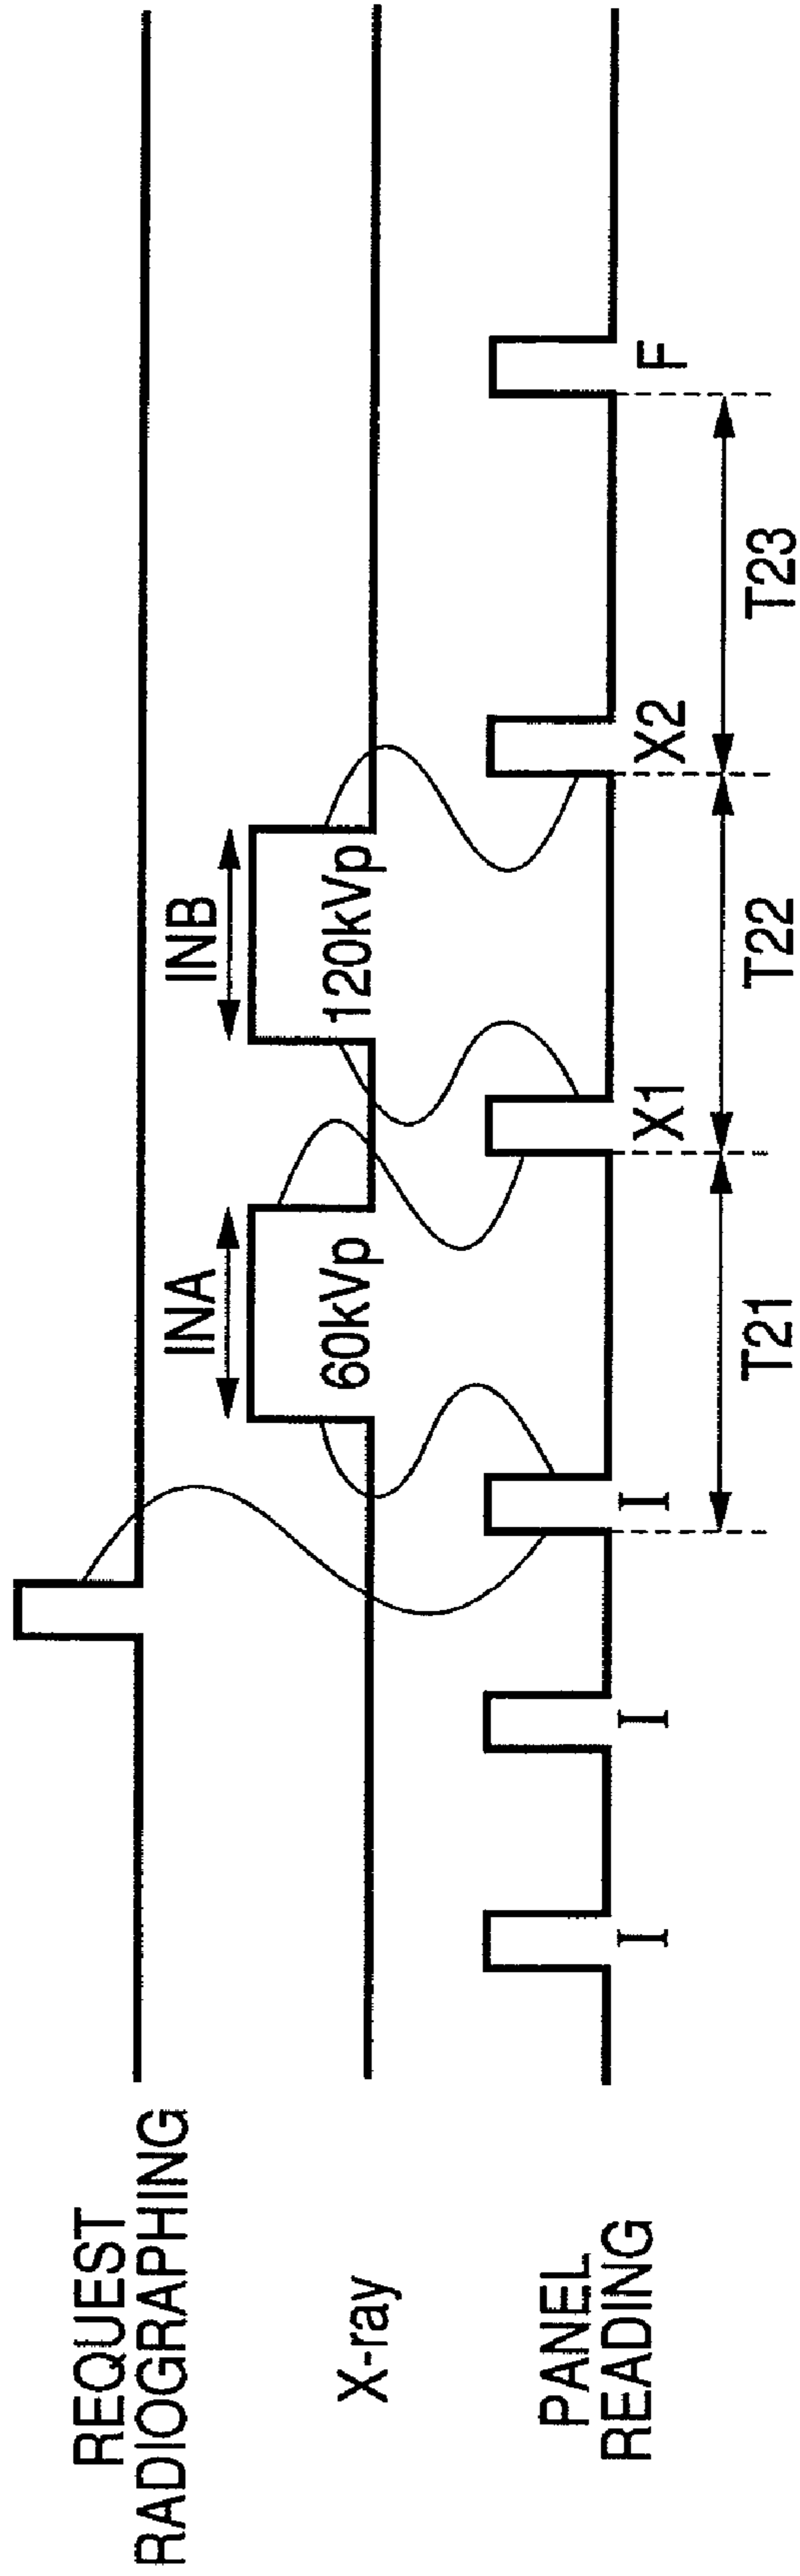 REQUEST
RADIOGRAPHING
X-ray
INA
INB
60kVp
120kVp
PANEL
READING
I
I
I
X1
X2
F
T21
T22
T23